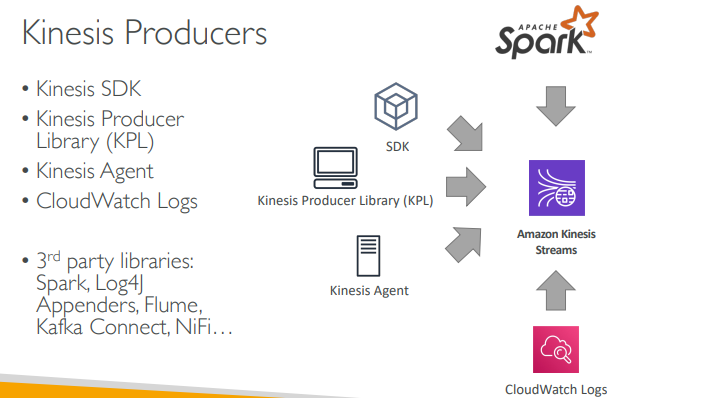 Kinesis Producers
• Kinesis SDK
• Kinesis Producer
Library (KPL)
• Kinesis Agent
• CloudWatch Logs
• 3rd party libraries:
Spark, Log4J
Appenders, Flume,
Kafka Connect, NiFi…
APACHE
Spark™
SDK
Kinesis Producer Library (KPL)
Kinesis Agent
Amazon Kinesis
Streams
CloudWatch Logs